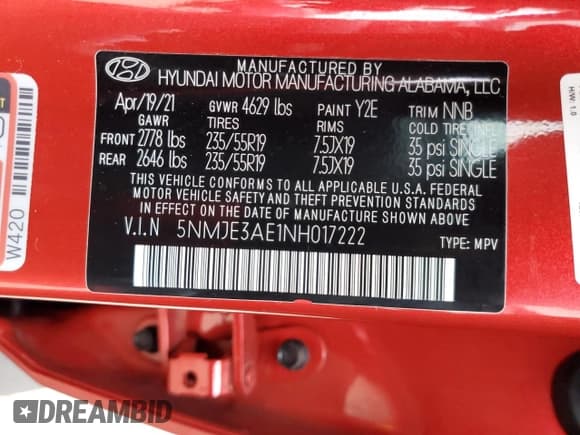 MANUFACTURED BY
HYUNDAI MOTOR MANUFACTURING ALABAMA, LLC
Apr/19/21 GVWR 4629 lbs PAINT Y2E TRIM NNB
GAWR TIRES RIMS COLD TIRE INFL
FRONT 2778 lbs 235/55R19 7.5JX19 35 psi SINGLE
REAR 2646 lbs 235/55R19 7.5JX19 35 psi SINGLE
THIS VEHICLE CONFORMS TO ALL APPLICABLE U.S.A. FEDERAL
MOTOR VEHICLE SAFETY AND THEFT PREVENTION STANDARDS
IN EFFECT ON THE DATE OF MANUFACTURE SHOWN ABOVE.
V.I.N 5NMJE3AE1NH017222
TYPE: MPV
W420
H/W: 1.0
DREAMBID